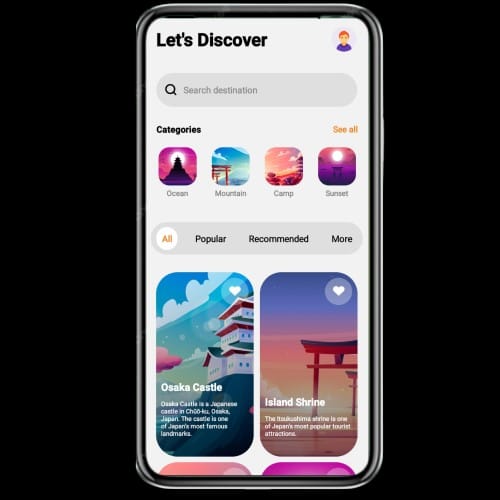 Let's Discover
Search destination
Categories
See all
Ocean
Mountain
Camp
Sunset
All
Popular
Recommended
More
Osaka Castle
Osaka Castle is a Japanese
castle in Chūō-ku, Osaka,
Japan. The castle is one
of Japan's most famous
landmarks.
Island Shrine
The Itsukushima shrine is one
of Japan's most popular tourist
attractions.